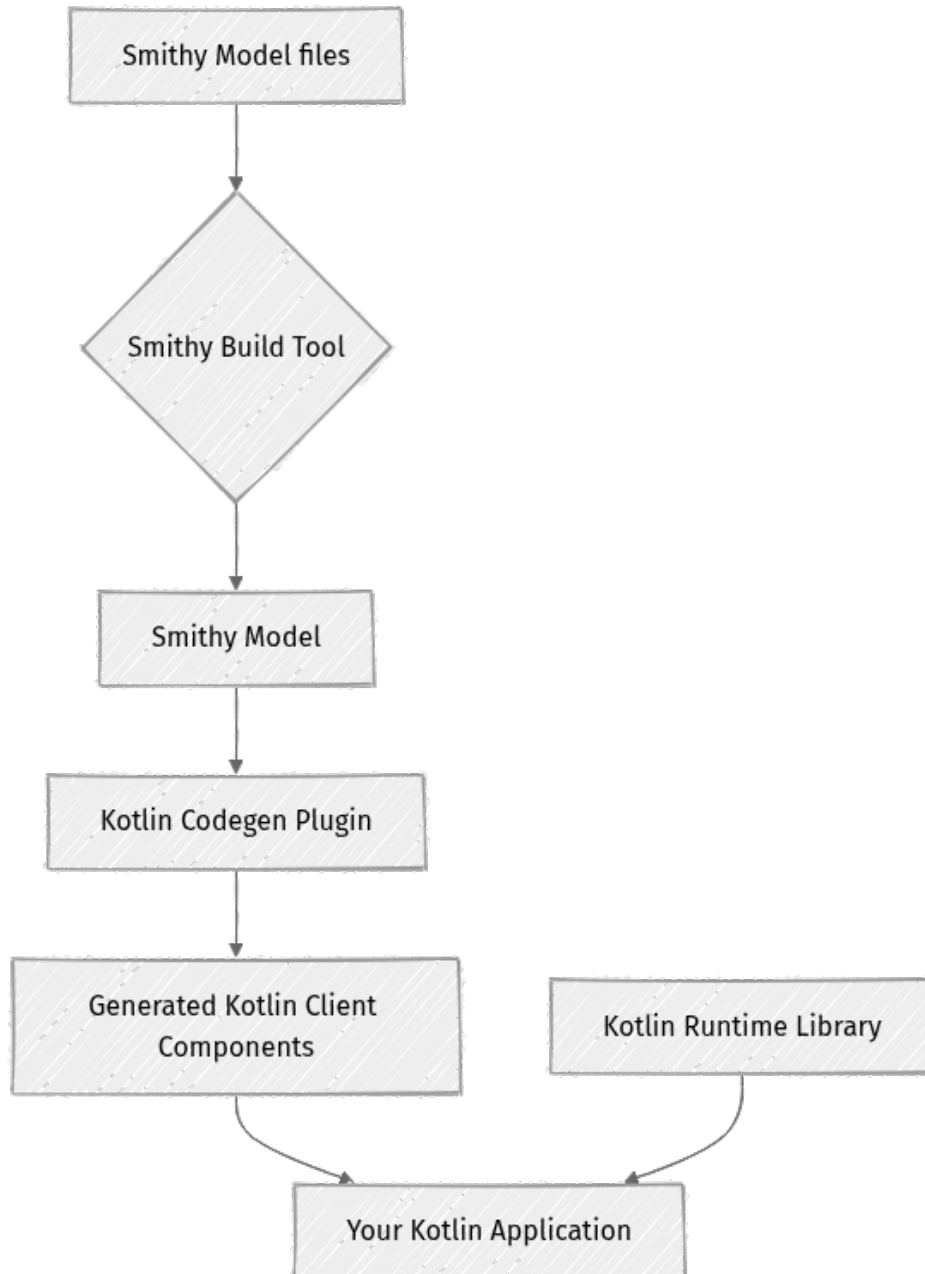 Smithy Model files
Smithy Build Tool
Smithy Model
Kotlin Codegen Plugin
Generated Kotlin Client
Components
Kotlin Runtime Library
Your Kotlin Application